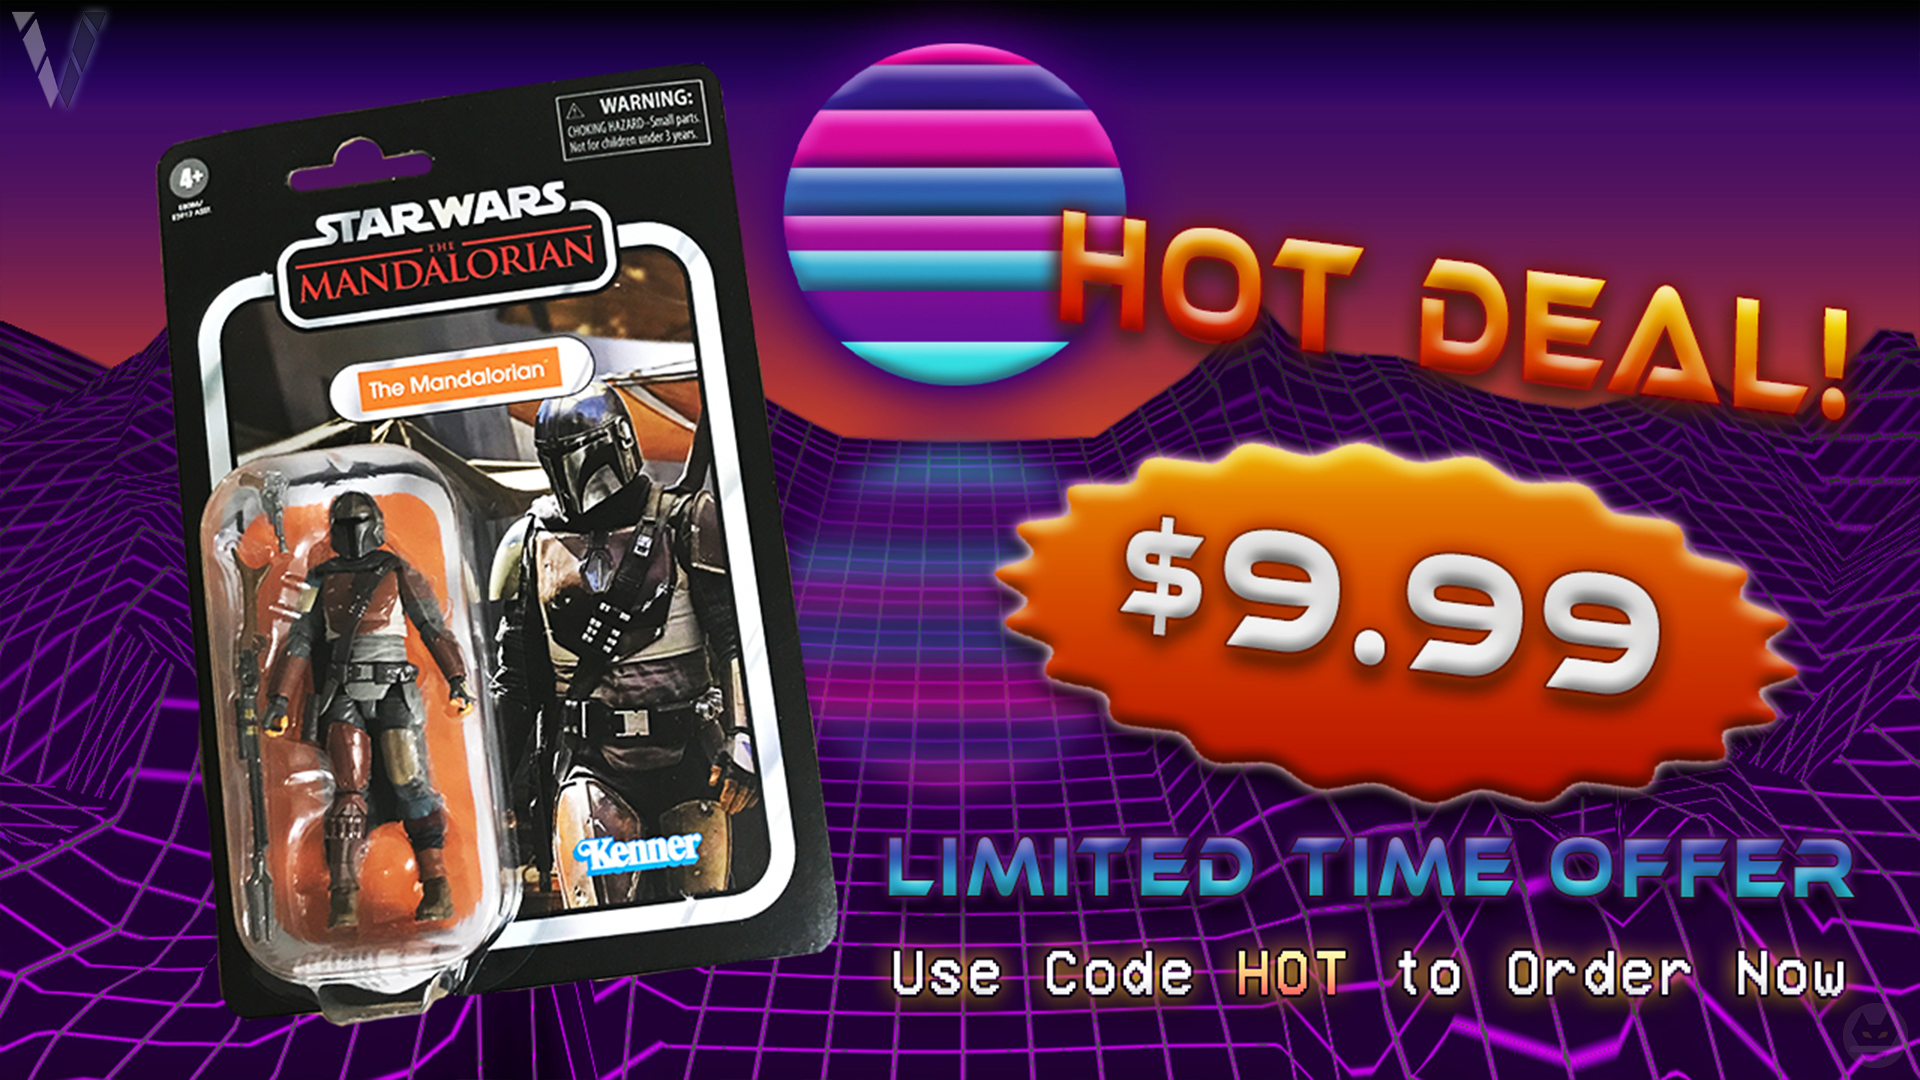 WARNING:
CHOKING HAZARD–Small parts.
Not for children under 3 years.
4+
STAR WARS
THE
MANDALORIAN
The Mandalorian
Kenner
HOT DEAL!
$9.99
LIMITED TIME OFFER
Use Code HOT to Order Now